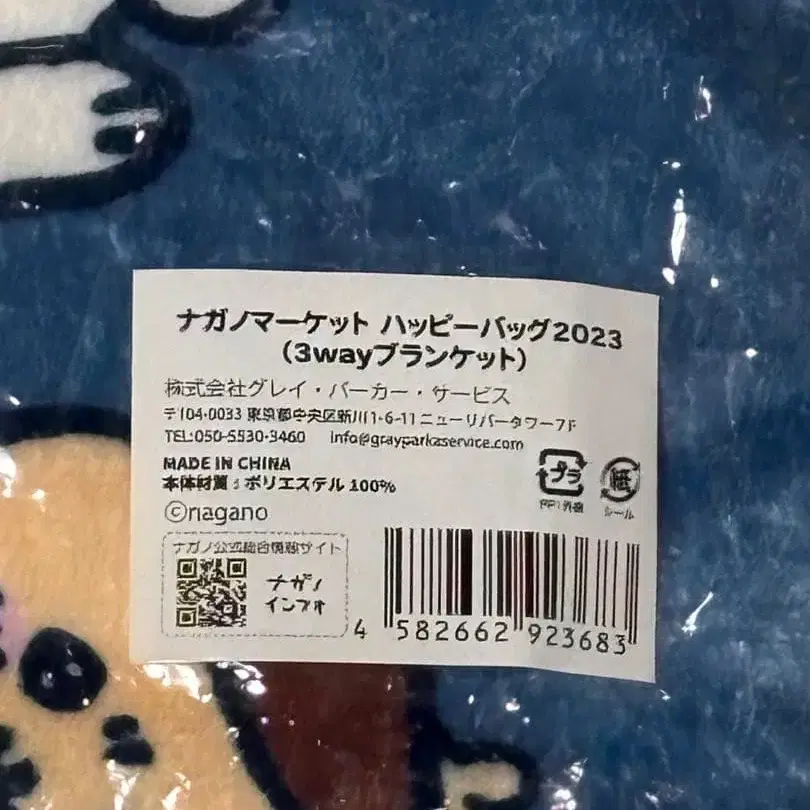 ナガノマーケット ハッピーバッグ2023
(3wayブランケット)
株式会社グレイ・パーカー・サービス
〒104-0033 東京都中央区新川1-6-11 ニューリバータワー7F
TEL:050-5530-3460 info@grayparkaservice.com
MADE IN CHINA
本体材質：ポリエステル 100%
プラ
紙
PP:外袋
シール
©nagano
ナガノ公式総合情報サイト
ナガノ
インフォ
4 582662 923683